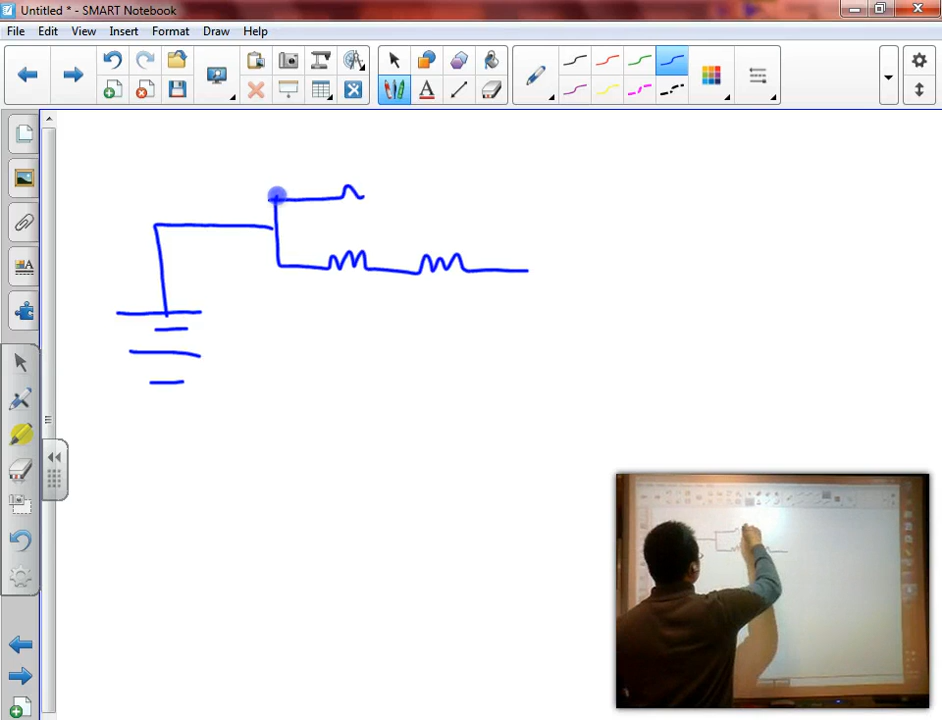 Untitled * - SMART Notebook
File Edit View Insert Format Draw Help
A
A